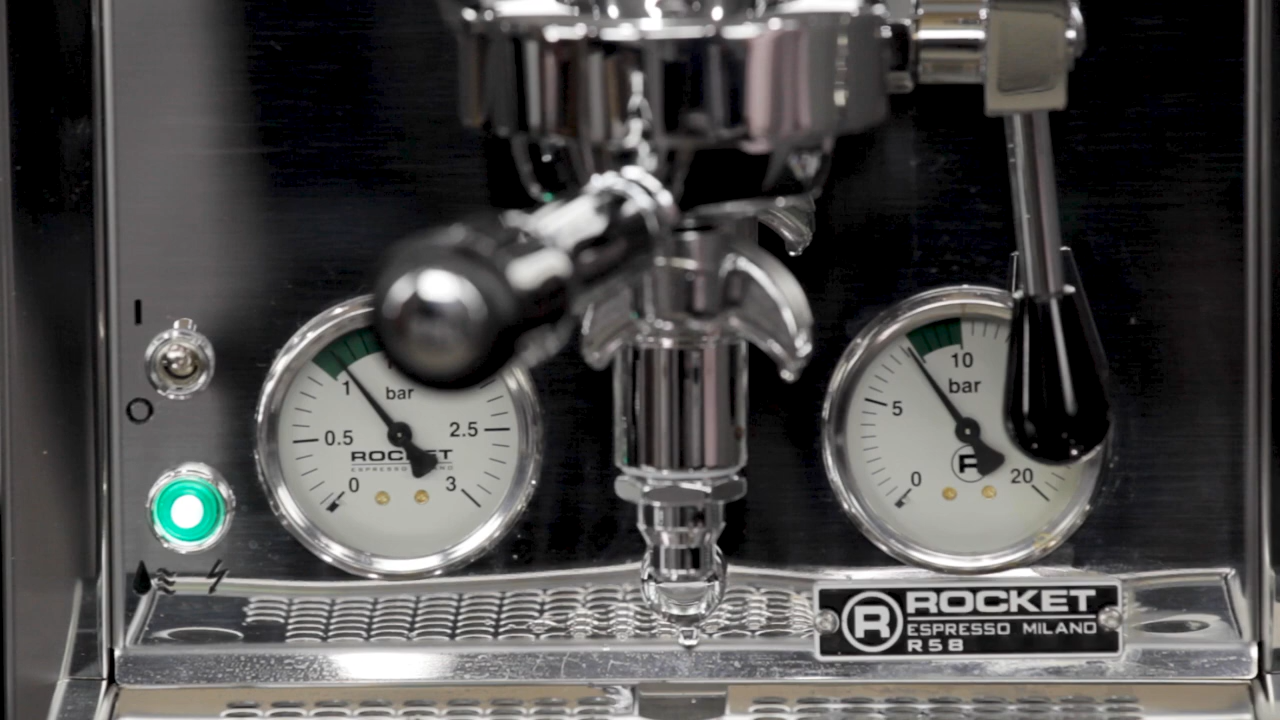 I
O
0
0.5
1
bar
2.5
3
ROCKET
ESPRESSO MILANO
0
5
10
bar
20
R
R
ROCKET
ESPRESSO MILANO
R58